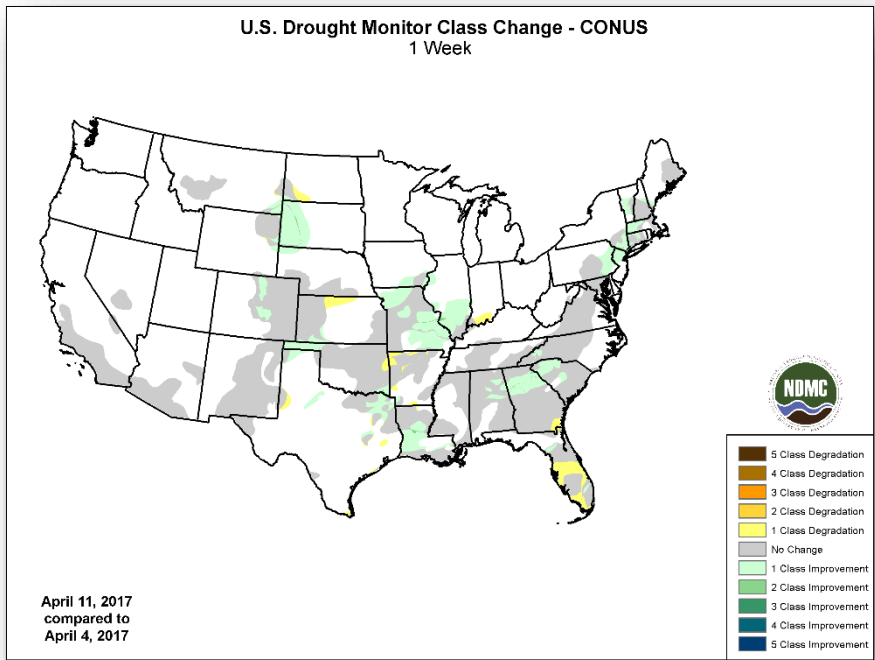 U.S. Drought Monitor Class Change - CONUS
1 Week
NDMC
5 Class Degradation
4 Class Degradation
3 Class Degradation
2 Class Degradation
1 Class Degradation
No Change
1 Class Improvement
2 Class Improvement
3 Class Improvement
4 Class Improvement
5 Class Improvement
April 11, 2017
compared to
April 4, 2017